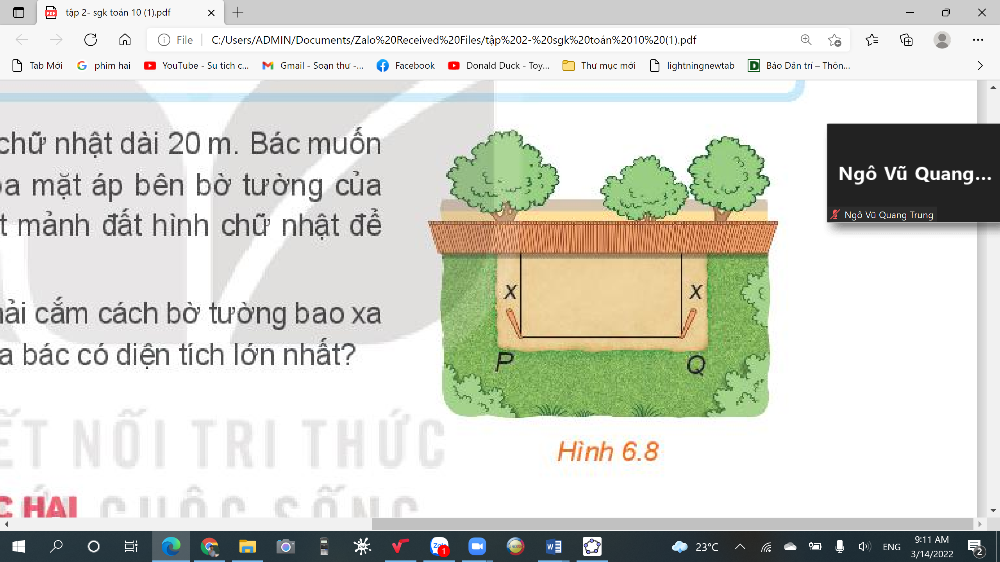 tập 2- sgk toán 10 (1).pdf
File
C:/Users/ADMIN/Documents/Zalo%20Received%20Files/tập%202-%20sgk%20toán%2010%20(1).pdf
Tab Mới
phim hai
YouTube - Su tich c...
Gmail - Soạn thư -...
Facebook
Donald Duck - Toy...
Thư mục mới
lightningnewtab
Báo Dân trí – Thôn...
chữ nhật dài 20 m. Bác muốn
mặt áp bên bờ tường của
mảnh đất hình chữ nhật để
cắm cách bờ tường bao xa
bác có diện tích lớn nhất?
x
x
P
Q
Hình 6.8
NỐI TRI THỨC
HAI
CUỘC SỐNG
Ngô Vũ Quang...
Ngô Vũ Quang Trung
23°C
ENG
9:11 AM
3/14/2022
2
1